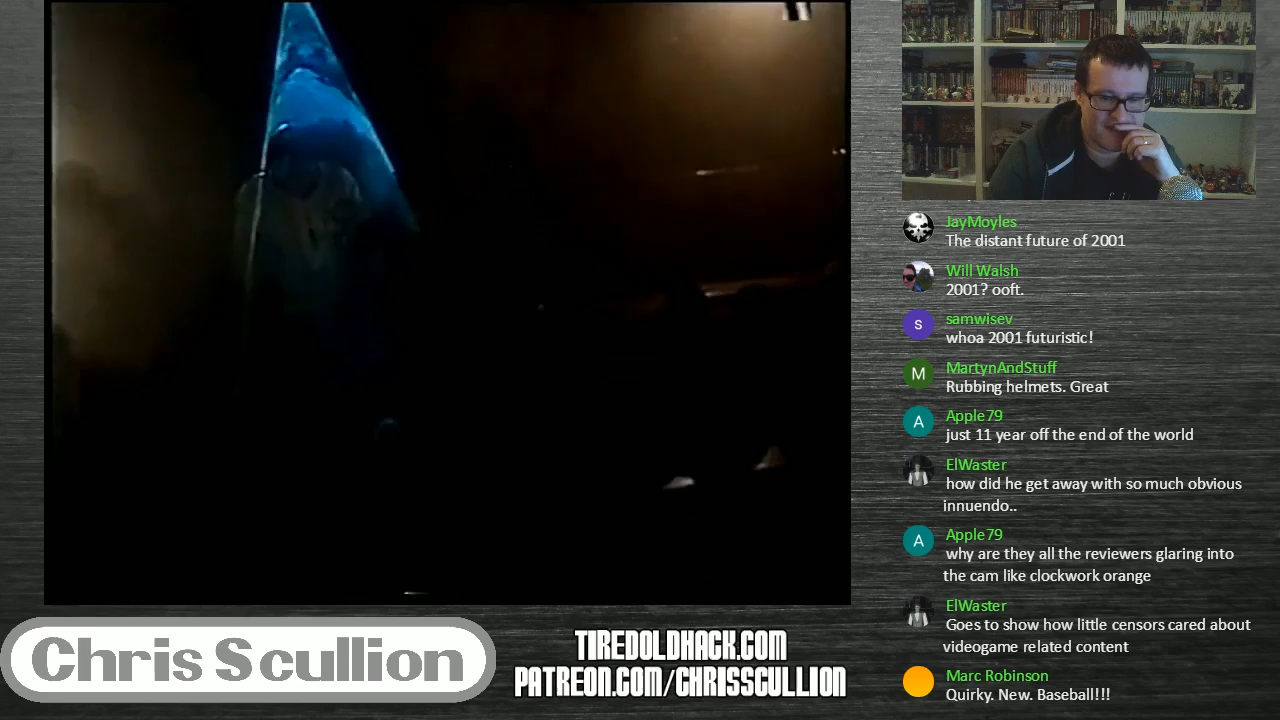 JayMoyles
The distant future of 2001
Will Walsh
2001? ooft.
s
samwisev
whoa 2001 futuristic!
M
MartynAndStuff
Rubbing helmets. Great
A
Apple79
just 11 year off the end of the world
ElWaster
how did he get away with so much obvious
innuendo..
A
Apple79
why are they all the reviewers glaring into
the cam like clockwork orange
ElWaster
Goes to show how little censors cared about
videogame related content
Marc Robinson
Quirky. New. Baseball!!!
Chris Scullion
TIREDOLDHACK.COM
PATREON.COM/CHRISSCULLION